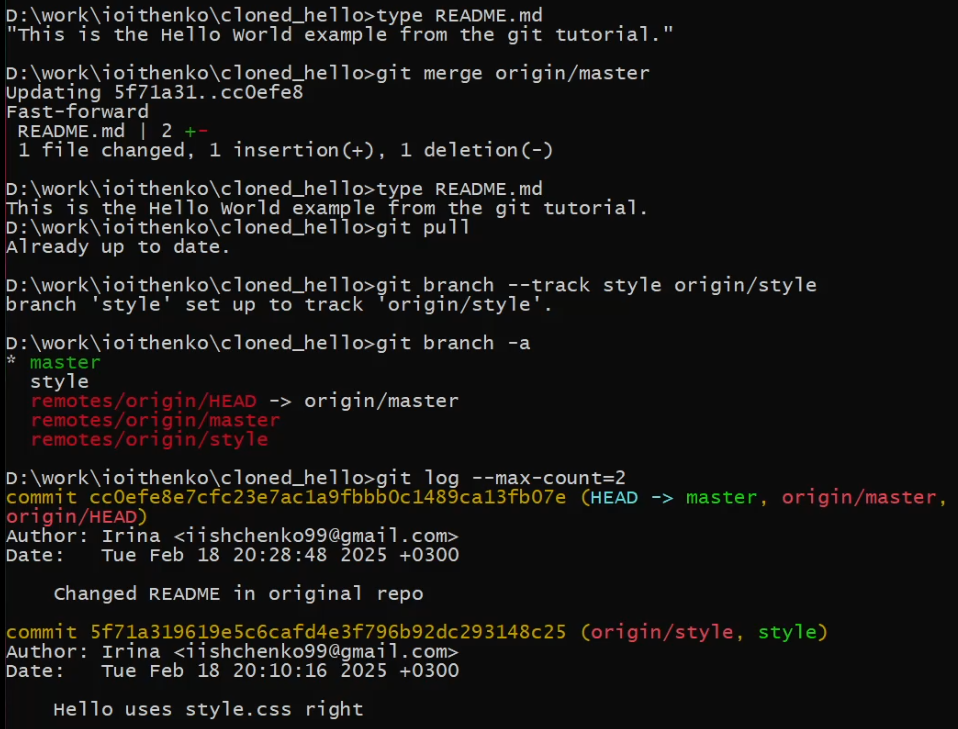 D:\work\ioithenko\cloned_hello>type README.md
"This is the Hello World example from the git tutorial."
D:\work\ioithenko\cloned_hello>git merge origin/master
Updating 5f71a31..cc0efe8
Fast-forward
README.md | 2 +-
1 file changed, 1 insertion(+), 1 deletion(-)
D:\work\ioithenko\cloned_hello>type README.md
This is the Hello World example from the git tutorial.
D:\work\ioithenko\cloned_hello>git pull
Already up to date.
D:\work\ioithenko\cloned_hello>git branch --track style origin/style
branch 'style' set up to track 'origin/style'.
D:\work\ioithenko\cloned_hello>git branch -a
* master
style
remotes/origin/HEAD -> origin/master
remotes/origin/master
remotes/origin/style
D:\work\ioithenko\cloned_hello>git log --max-count=2
commit cc0efe8e7cfc23e7ac1a9fbbb0c1489ca13fb07e (HEAD -> master, origin/master,
origin/HEAD)
Author: Irina <iishchenko99@gmail.com>
Date:   Tue Feb 18 20:28:48 2025 +0300
Changed README in original repo
commit 5f71a319619e5c6cafd4e3f796b92dc293148c25 (origin/style, style)
Author: Irina <iishchenko99@gmail.com>
Date:   Tue Feb 18 20:10:16 2025 +0300
Hello uses style.css right